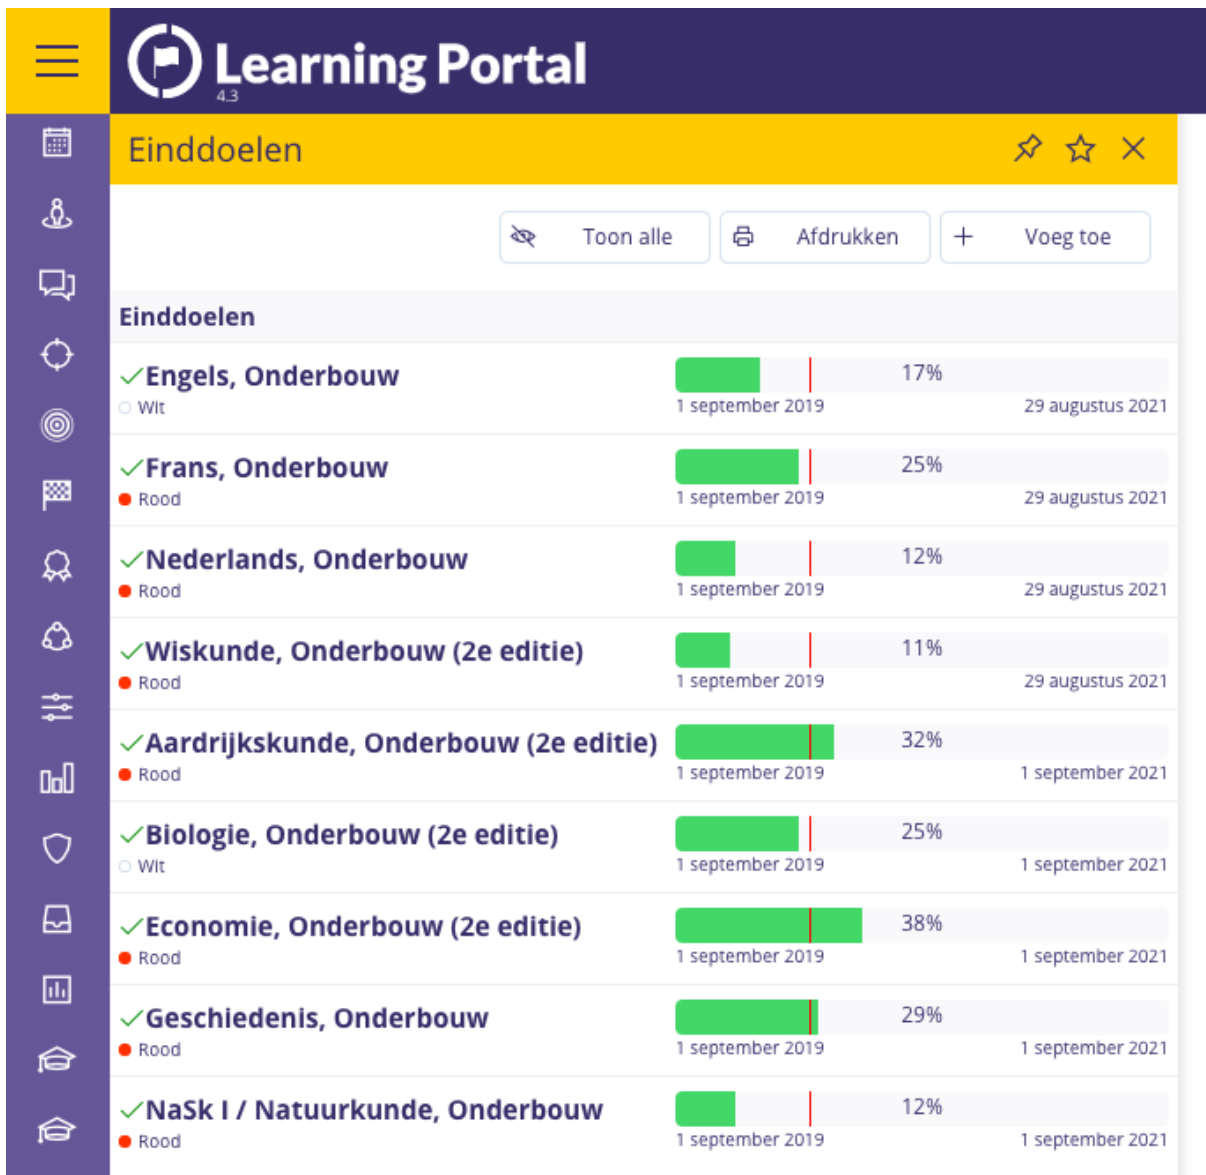 Learning Portal
4.3
Einddoelen
Toon alle
Afdrukken
Voeg toe
Einddoelen
Engels, Onderbouw
17%
Wit
1 september 2019
29 augustus 2021
Frans, Onderbouw
25%
Rood
1 september 2019
29 augustus 2021
Nederlands, Onderbouw
12%
Rood
1 september 2019
29 augustus 2021
Wiskunde, Onderbouw (2e editie)
11%
Rood
1 september 2019
29 augustus 2021
Aardrijkskunde, Onderbouw (2e editie)
32%
Rood
1 september 2019
1 september 2021
Biologie, Onderbouw (2e editie)
25%
Wit
1 september 2019
1 september 2021
Economie, Onderbouw (2e editie)
38%
Rood
1 september 2019
1 september 2021
Geschiedenis, Onderbouw
29%
Rood
1 september 2019
1 september 2021
NaSk I / Natuurkunde, Onderbouw
12%
Rood
1 september 2019
1 september 2021